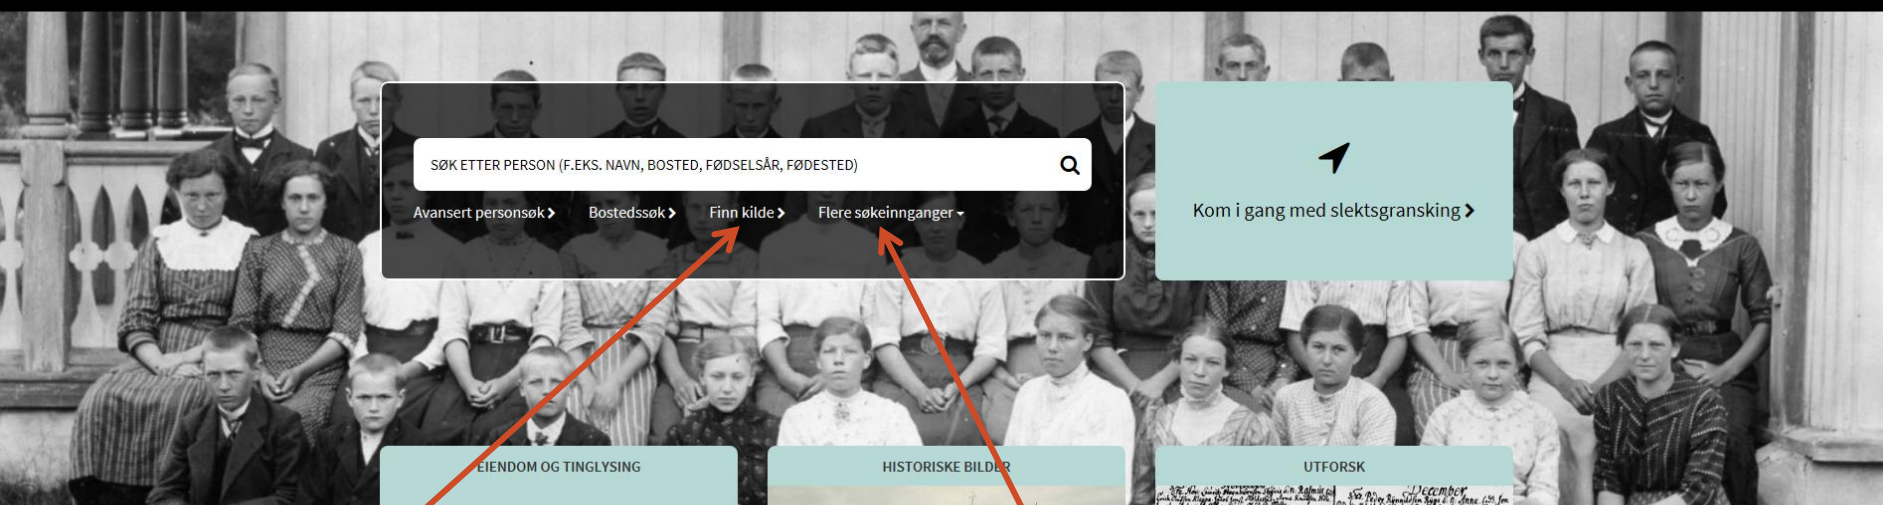 SØK ETTER PERSON (F.EKS. NAVN, BOSTED, FØDSELSÅR, FØDESTED)
Avansert personsøk Bostedssøk Finn kilde Flere søkeinnganger
Kom i gang med slektsgransking
EIENDOM OG TINGLYSING
HISTORISKE BILDER
UTFORSK
December